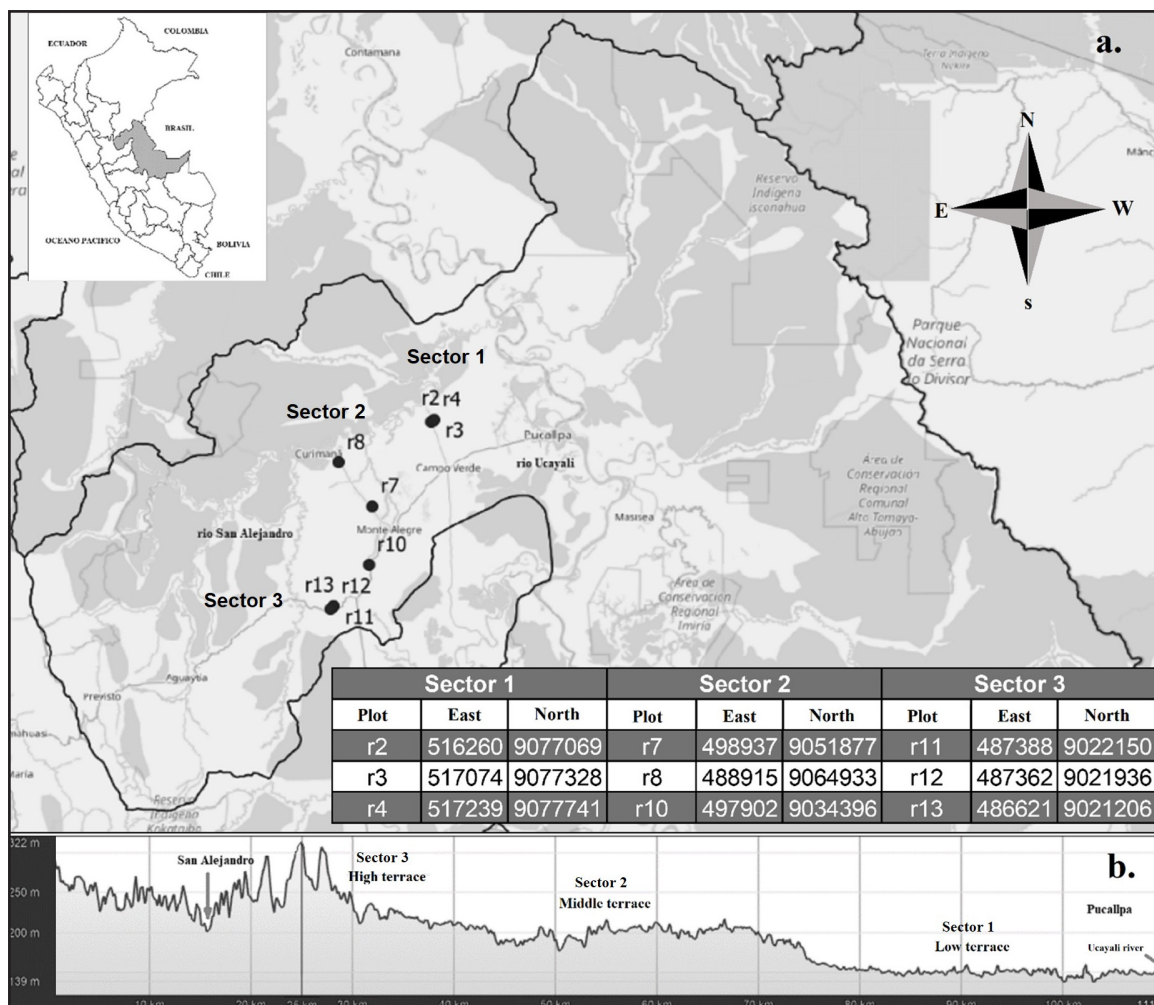 a.
ECUADOR
COLOMBIA
BRASIL
OCEANO PACIFICO
BOLIVIA
CHILE
Contamana
Terra Indígena
N
E
W
s
Reserva
Indígena
Isconahua
Parque
Nacional
da Serra
do Divisor
Sector 1
r2 r4
r3
Sector 2
r8
Curimaná
Pucallpa
rio Ucayali
Campo Verde
r7
Área de
Conservación
Regional
Comunal
Alto Tamaya-
Abujao
Masisea
rio San Alejandro
Monte Alegre
r10
Sector 3
r13 r12
r11
Área de
Conservación
Regional
Imiría
Aguaytía
Previsto
Reserva
Indígena
Kakataibo
Sector 1 Sector 2 Sector 3
Plot East North Plot East North Plot East North
r2 516260 9077069 r7 498937 9051877 r11 487388 9022150
r3 517074 9077328 r8 488915 9064933 r12 487362 9021936
r4 517239 9077741 r10 497902 9034396 r13 486621 9021206
b.
322 m
250 m
200 m
139 m
San Alejandro
Sector 3
High terrace
Sector 2
Middle terrace
Sector 1
Low terrace
Pucallpa
Ucayali river
10 km 20 km 25 km 30 km 40 km 50 km 60 km 70 km 80 km 90 km 100 km